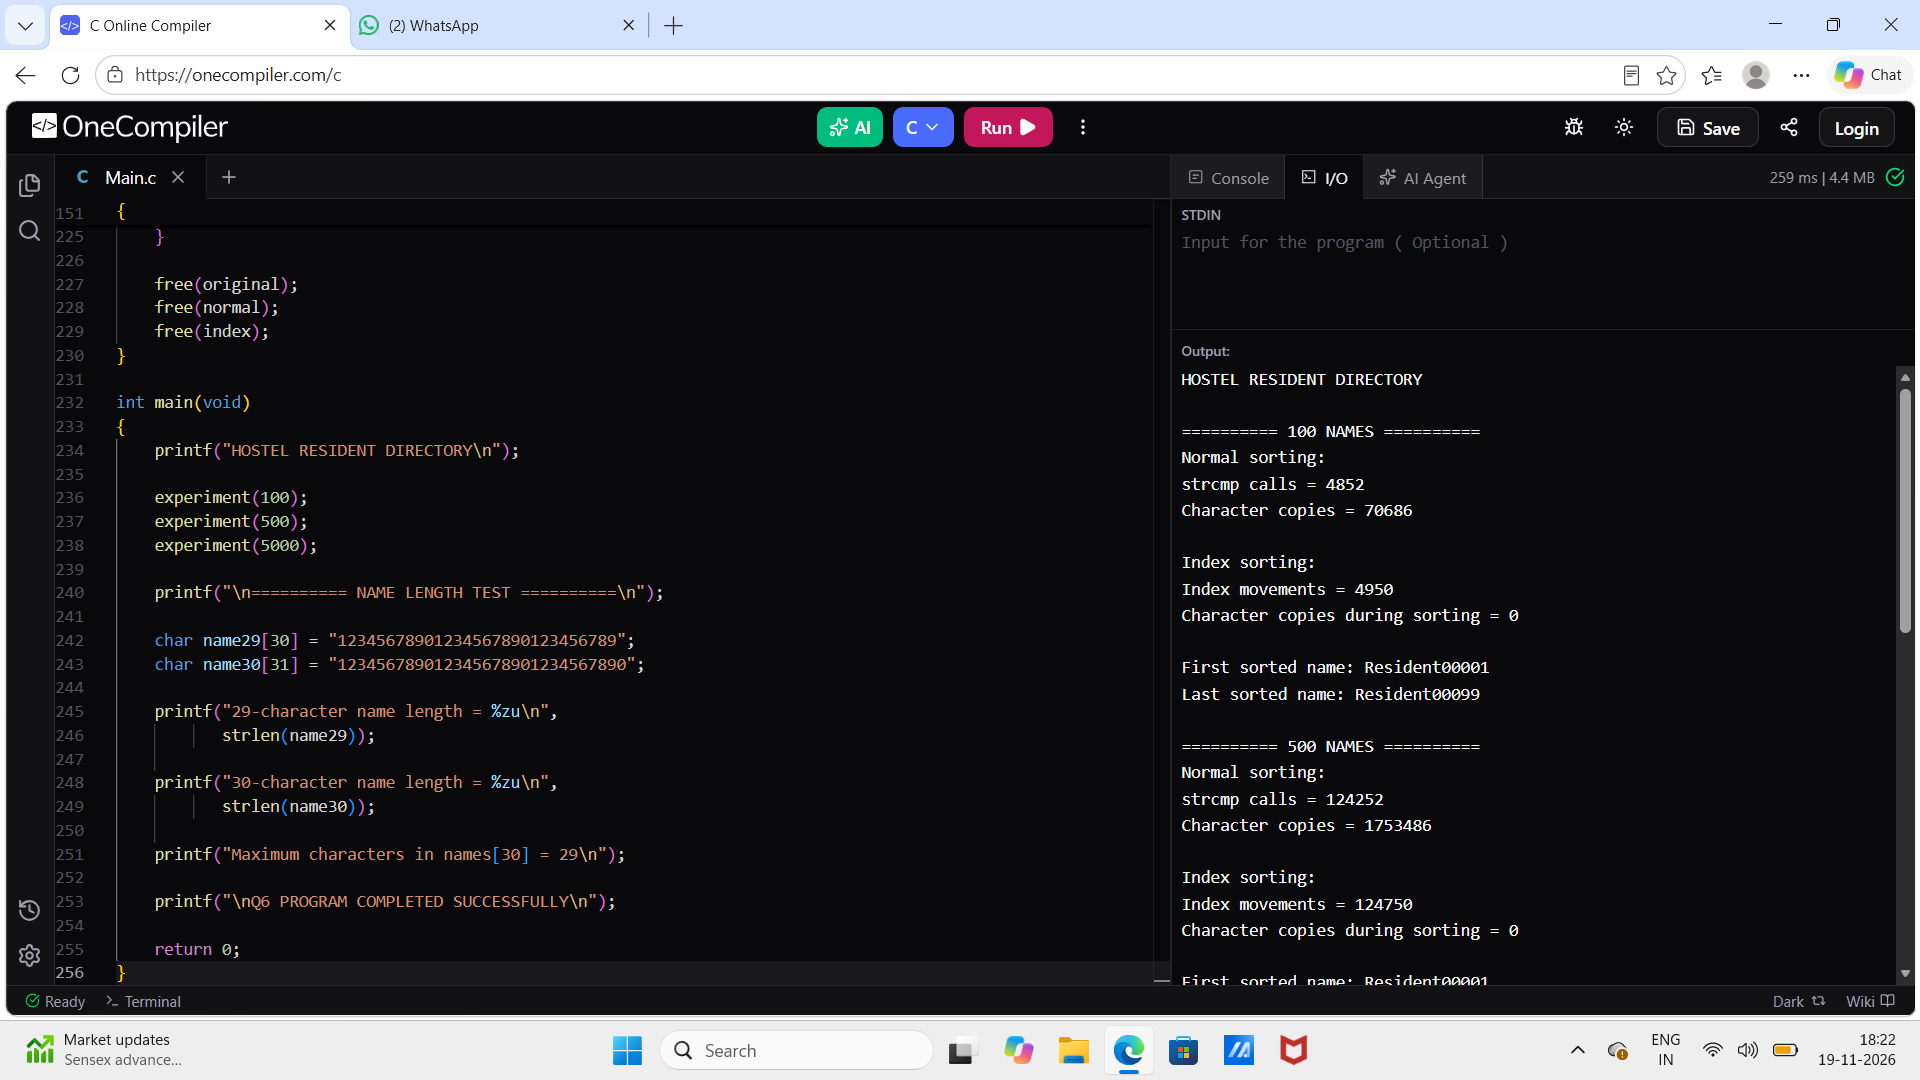 C Online Compiler
(2) WhatsApp
https://onecompiler.com/c
Chat
</> OneCompiler
AI
C
Run
Save
Login
C Main.c
Console
I/O
AI Agent
259 ms | 4.4 MB
151 {
225 }
226
227 free(original);
228 free(normal);
229 free(index);
230 }
231
232 int main(void)
233 {
234 printf("HOSTEL RESIDENT DIRECTORY\n");
235
236 experiment(100);
237 experiment(500);
238 experiment(5000);
239
240 printf("\n========== NAME LENGTH TEST ==========\n");
241
242 char name29[30] = "12345678901234567890123456789";
243 char name30[31] = "123456789012345678901234567890";
244
245 printf("29-character name length = %zu\n",
246 strlen(name29));
247
248 printf("30-character name length = %zu\n",
249 strlen(name30));
250
251 printf("Maximum characters in names[30] = 29\n");
252
253 printf("\nQ6 PROGRAM COMPLETED SUCCESSFULLY\n");
254
255 return 0;
256 }
STDIN
Input for the program ( Optional )
Output:
HOSTEL RESIDENT DIRECTORY
========== 100 NAMES ==========
Normal sorting:
strcmp calls = 4852
Character copies = 70686
Index sorting:
Index movements = 4950
Character copies during sorting = 0
First sorted name: Resident00001
Last sorted name: Resident00099
========== 500 NAMES ==========
Normal sorting:
strcmp calls = 124252
Character copies = 1753486
Index sorting:
Index movements = 124750
Character copies during sorting = 0
First sorted name: Resident00001
Ready
Terminal
Dark
Wiki
Market updates
Sensex advance...
Search
ENG
IN
18:22
19-11-2026